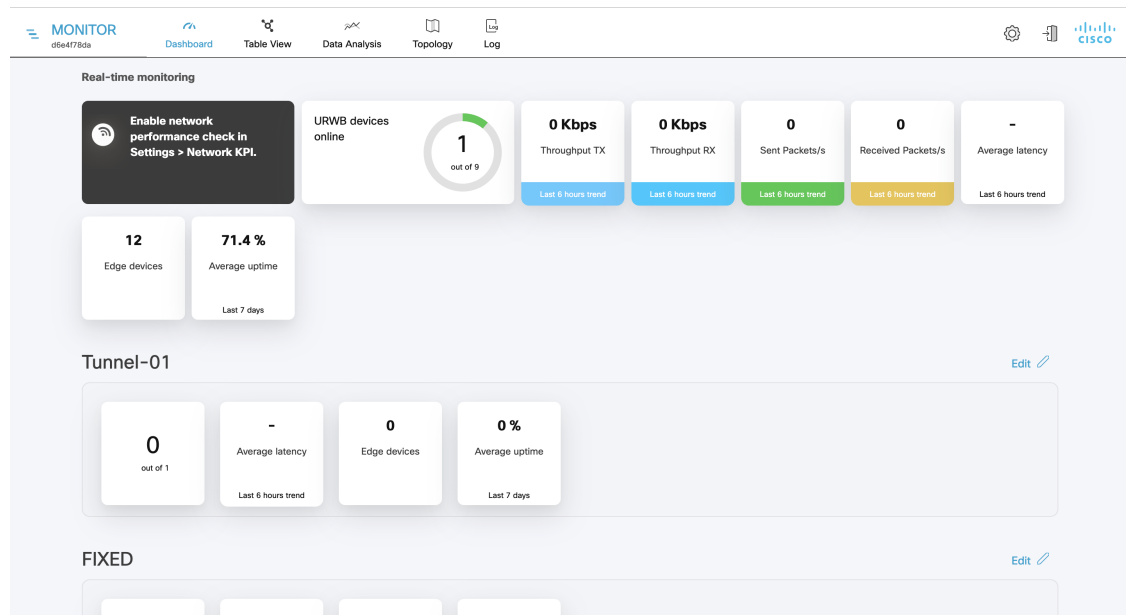 MONITOR
d6e4f78da
Dashboard
Table View
Data Analysis
Topology
Log
Log
CISCO
Real-time monitoring
Enable network
performance check in
Settings > Network KPI.
URWB devices
online
1
out of 9
0 Kbps
Throughput TX
Last 6 hours trend
0 Kbps
Throughput RX
Last 6 hours trend
0
Sent Packets/s
Last 6 hours trend
0
Received Packets/s
Last 6 hours trend
-
Average latency
Last 6 hours trend
12
Edge devices
71.4 %
Average uptime
Last 7 days
Tunnel-01
Edit
0
out of 1
-
Average latency
Last 6 hours trend
0
Edge devices
0 %
Average uptime
Last 7 days
FIXED
Edit